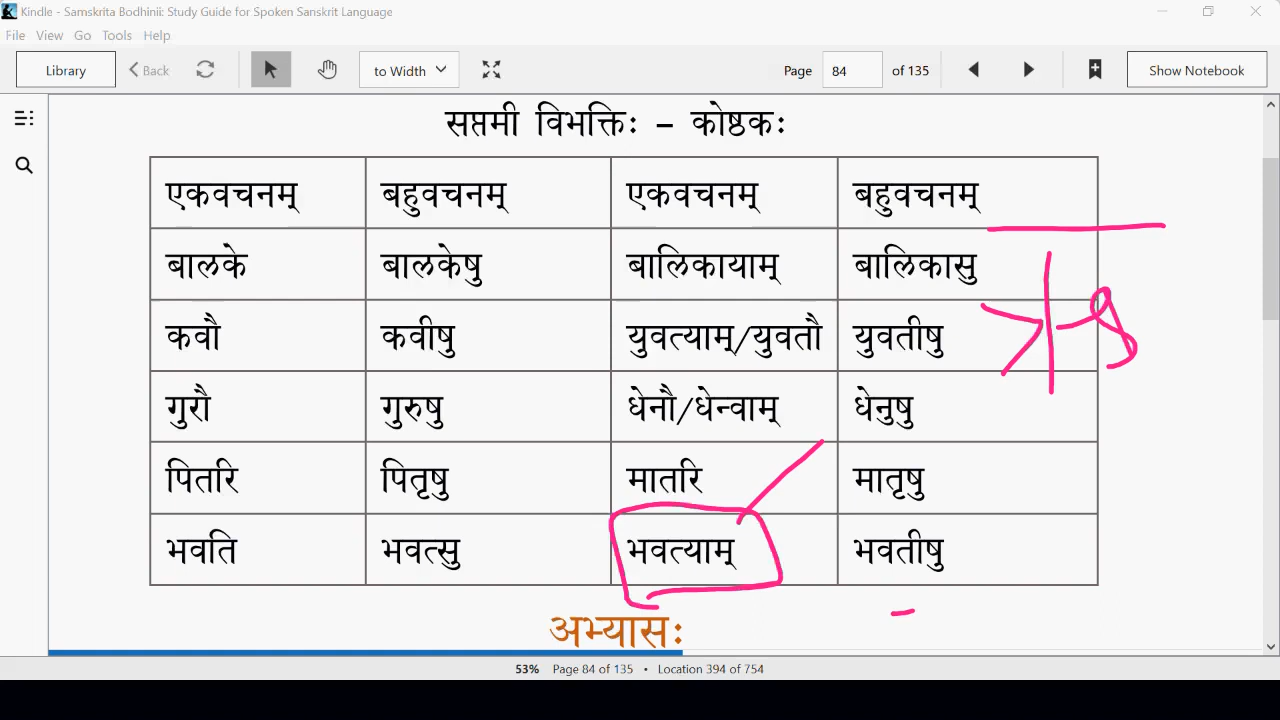 Kindle - Samskrita Bodhinii: Study Guide for Spoken Sanskrit Language
File View Go Tools Help
Library Back to Width Page 84 of 135 Show Notebook
सप्तमी विभक्तिः – कोष्ठकः
एकवचनम् बहुवचनम् एकवचनम् बहुवचनम्
बालके बालकेषु बालिकायाम् बालिकासु
कवौ कवीषु युवत्याम्/युवतौ युवतीषु
गुरौ गुरुषु धेनौ/धेन्वाम् धेनुषु
पितरि पितृषु मातरि मातृषु
भवति भवत्सु भवत्याम् भवतीषु
अभ्यासः
53% Page 84 of 135 • Location 394 of 754